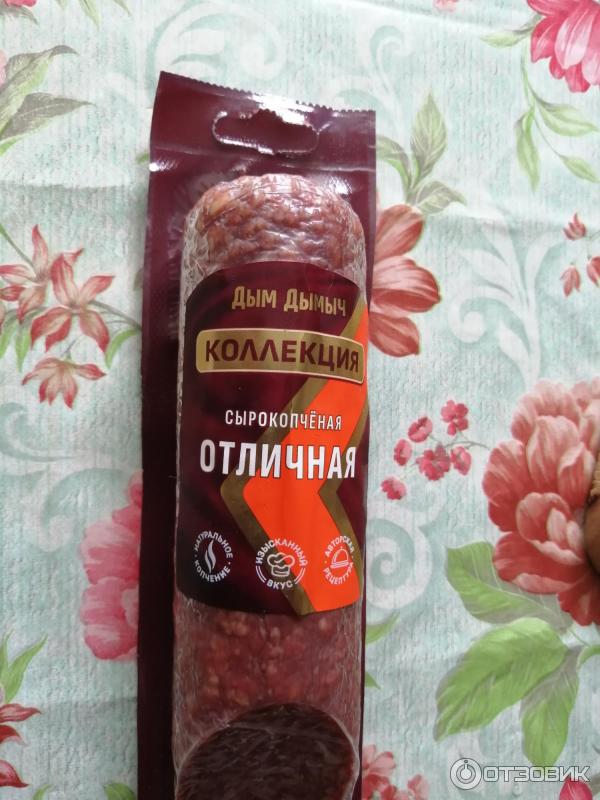 Дым Дымыч
КОЛЛЕКЦИЯ
СЫРОКОПЧЁНАЯ
ОТЛИЧНАЯ
НАТУРАЛЬНОЕ КОПЧЕНИЕ
ИЗЫСКАННЫЙ ВКУС
АВТОРСКАЯ РЕЦЕПТУРА
ОТЗОВИК